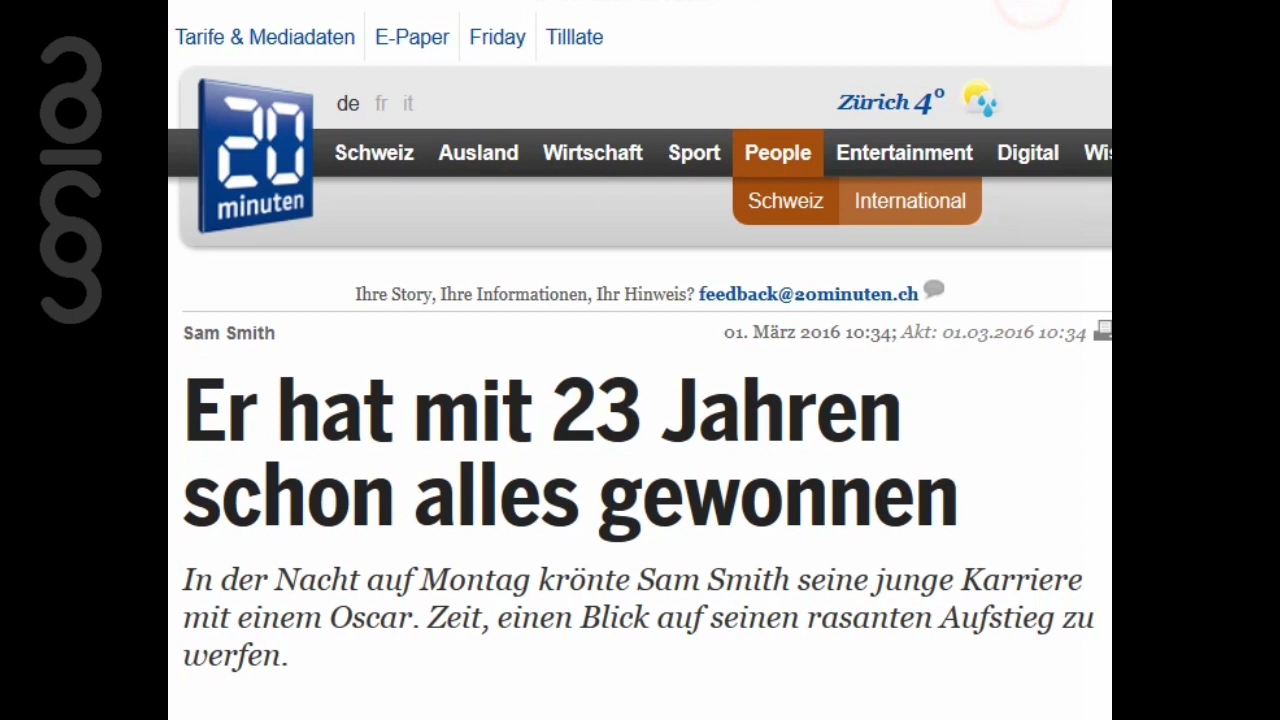 Tarife & Mediadaten E-Paper Friday Tilllate
de fr it
Zürich 4°
20 minuten
Schweiz Ausland Wirtschaft Sport People Entertainment Digital Wis
Schweiz International
Ihre Story, Ihre Informationen, Ihr Hinweis? feedback@20minuten.ch
Sam Smith 01. März 2016 10:34; Akt: 01.03.2016 10:34
Er hat mit 23 Jahren
schon alles gewonnen
In der Nacht auf Montag krönte Sam Smith seine junge Karriere
mit einem Oscar. Zeit, einen Blick auf seinen rasanten Aufstieg zu
werfen.